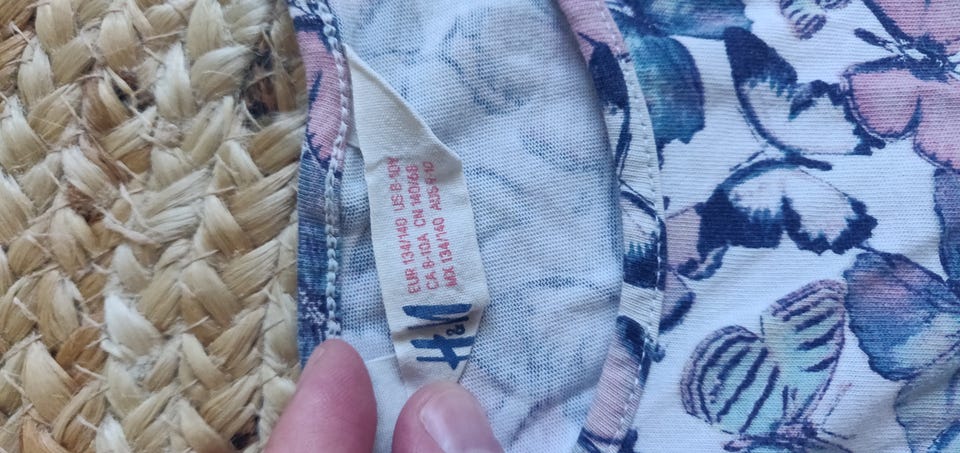 EUR 134/140 US 8-10Y
CA 8-10A CN 140/68
MX 134/140 AUS 8-10
H&M